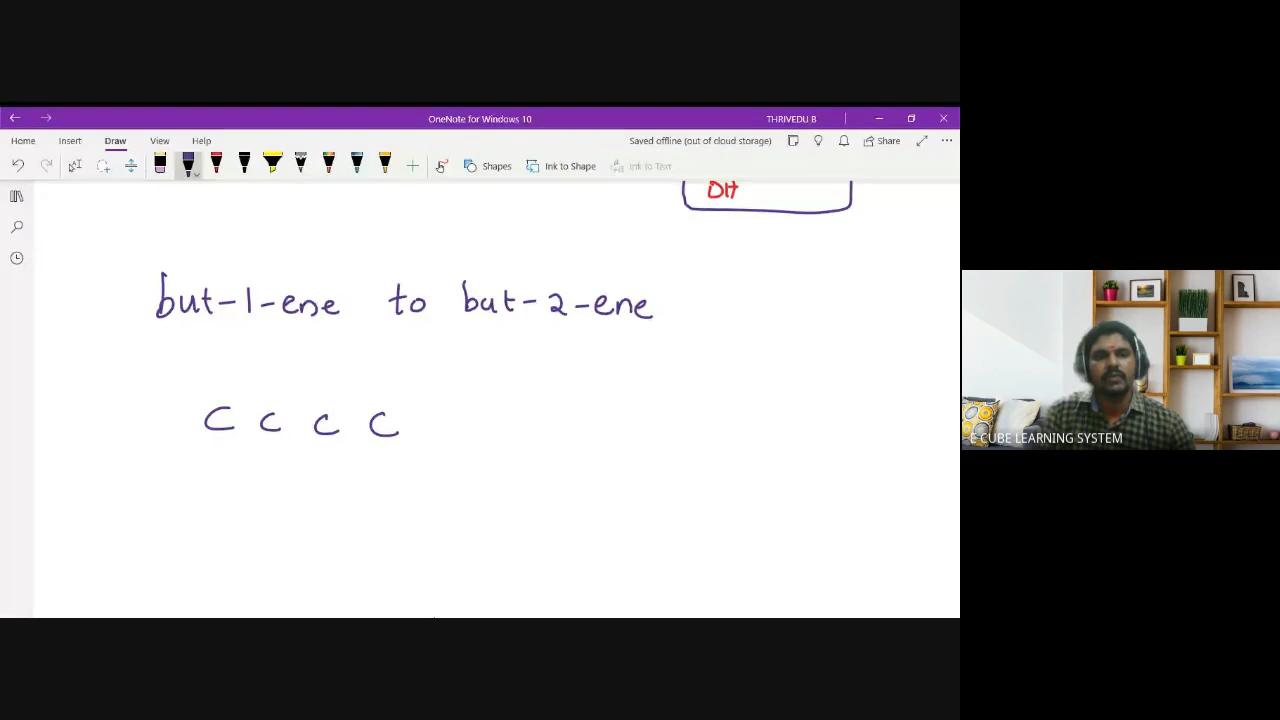 OneNote for Windows 10
THRIVEDU B
Home Insert Draw View Help
Saved offline (out of cloud storage)
Share
Shapes
Ink to Shape
Ink to Text
OH
but-1-ene to but-2-ene
C C C C
E CUBE LEARNING SYSTEM